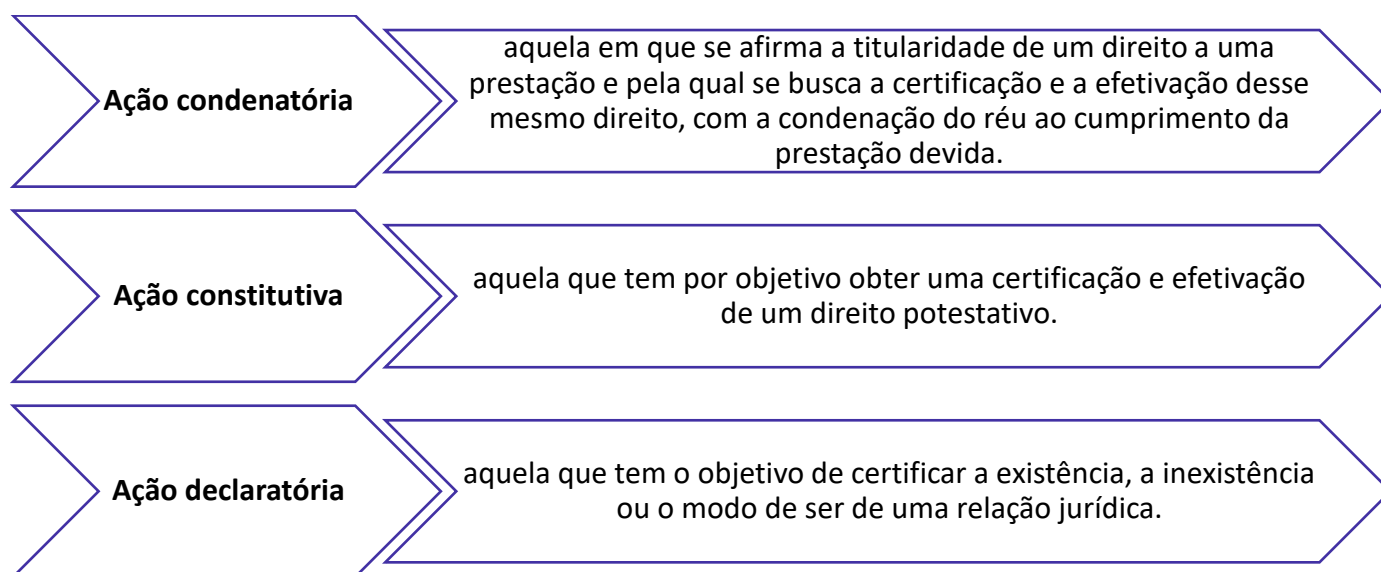 Ação condenatória
aquela em que se afirma a titularidade de um direito a uma
prestação e pela qual se busca a certificação e a efetivação desse
mesmo direito, com a condenação do réu ao cumprimento da
prestação devida.
Ação constitutiva
aquela que tem por objetivo obter uma certificação e efetivação
de um direito potestativo.
Ação declaratória
aquela que tem o objetivo de certificar a existência, a inexistência
ou o modo de ser de uma relação jurídica.